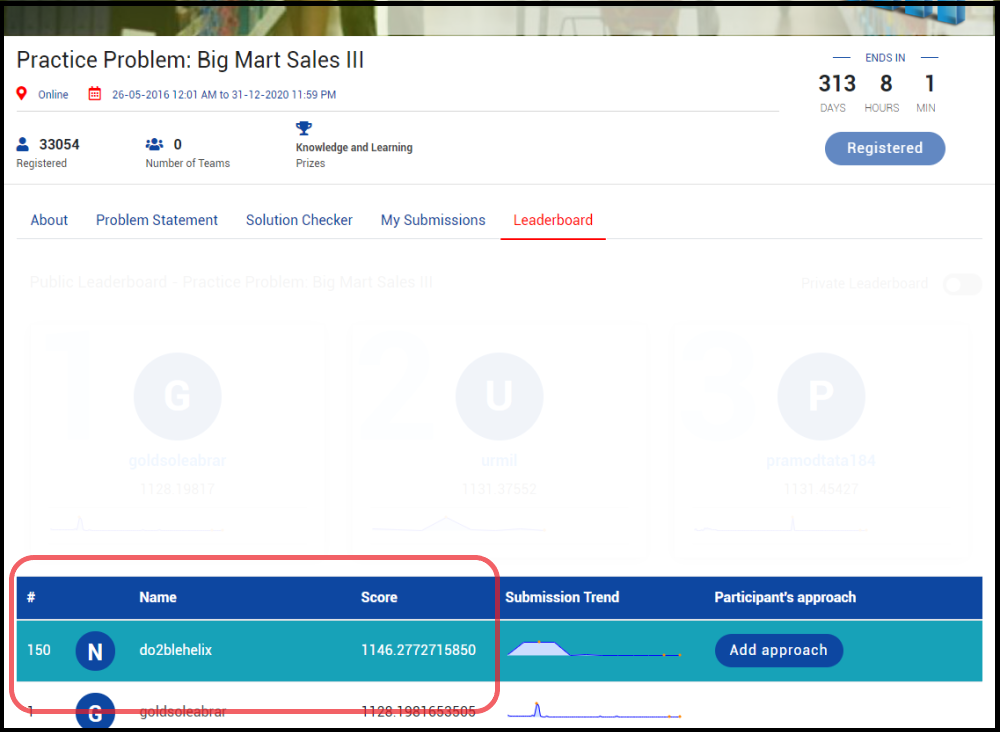 Practice Problem: Big Mart Sales III
Online 26-05-2016 12:01 AM to 31-12-2020 11:59 PM
ENDS IN
313 8 1
DAYS HOURS MIN
Registered
33054
Registered
0
Number of Teams
Knowledge and Learning
Prizes
About Problem Statement Solution Checker My Submissions Leaderboard
Public Leaderboard - Practice Problem: Big Mart Sales III Private Leaderboard
1 2 3
G U P
goldsoleabrar urmil pramodtata184
1128.19817 1131.37552 1131.45427
# Name Score Submission Trend Participant's approach
150 N do2blehelix 1146.2772715850 Add approach
1 G goldsoleabrar 1128.1981653505